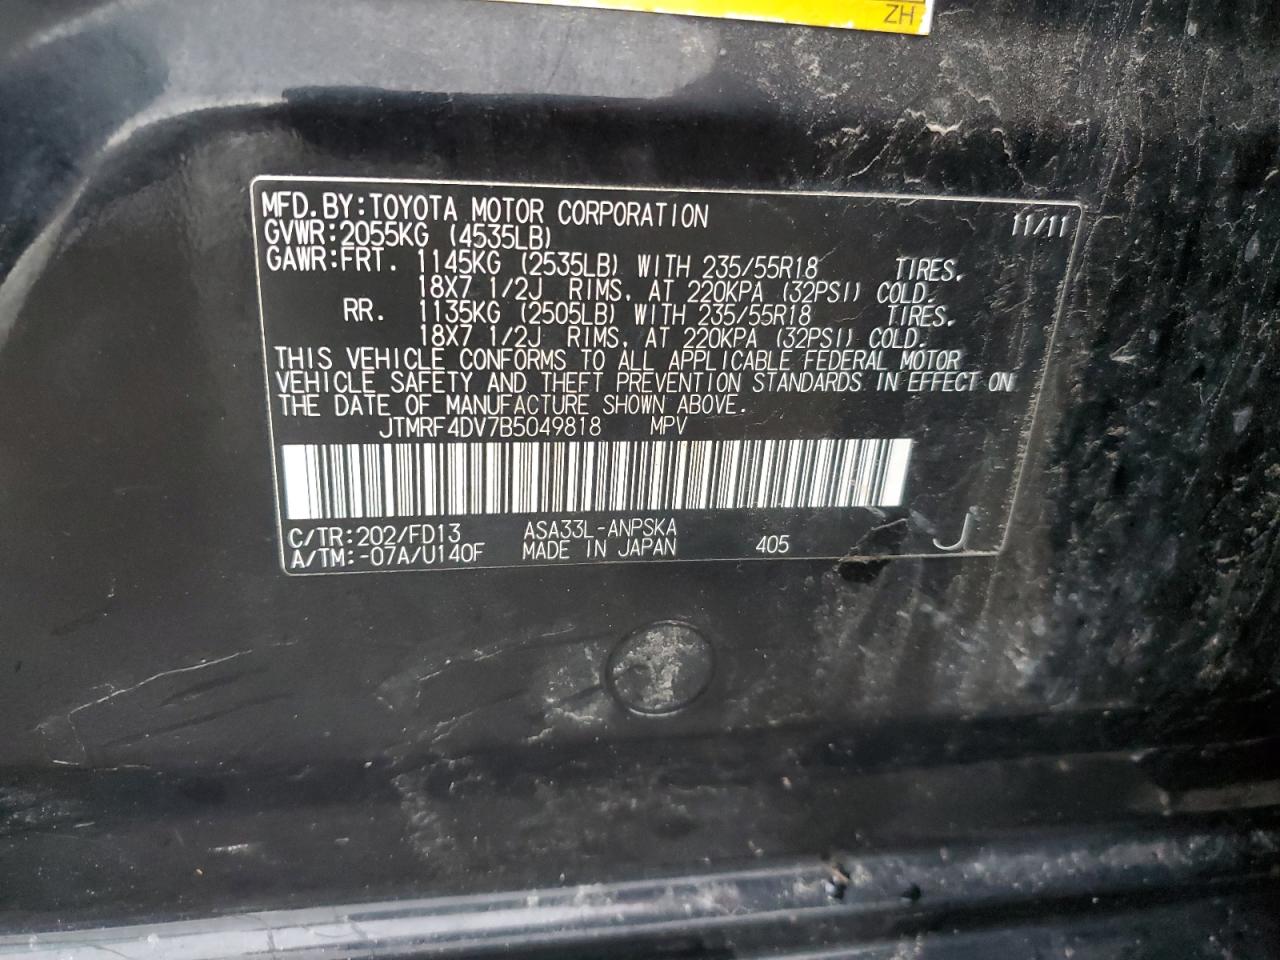 ZH
MFD.BY:TOYOTA MOTOR CORPORATION 11/11
GVWR:2055KG (4535LB)
GAWR:FRT. 1145KG (2535LB) WITH 235/55R18 TIRES,
18X7 1/2J RIMS, AT 220KPA (32PSI) COLD.
RR. 1135KG (2505LB) WITH 235/55R18 TIRES,
18X7 1/2J RIMS, AT 220KPA (32PSI) COLD.
THIS VEHICLE CONFORMS TO ALL APPLICABLE FEDERAL MOTOR
VEHICLE SAFETY AND THEFT PREVENTION STANDARDS IN EFFECT ON
THE DATE OF MANUFACTURE SHOWN ABOVE.
JTMRF4DV7B5049818 MPV
C/TR:202/FD13 ASA33L-ANPSKA
A/TM:-07A/U140F MADE IN JAPAN 405 J